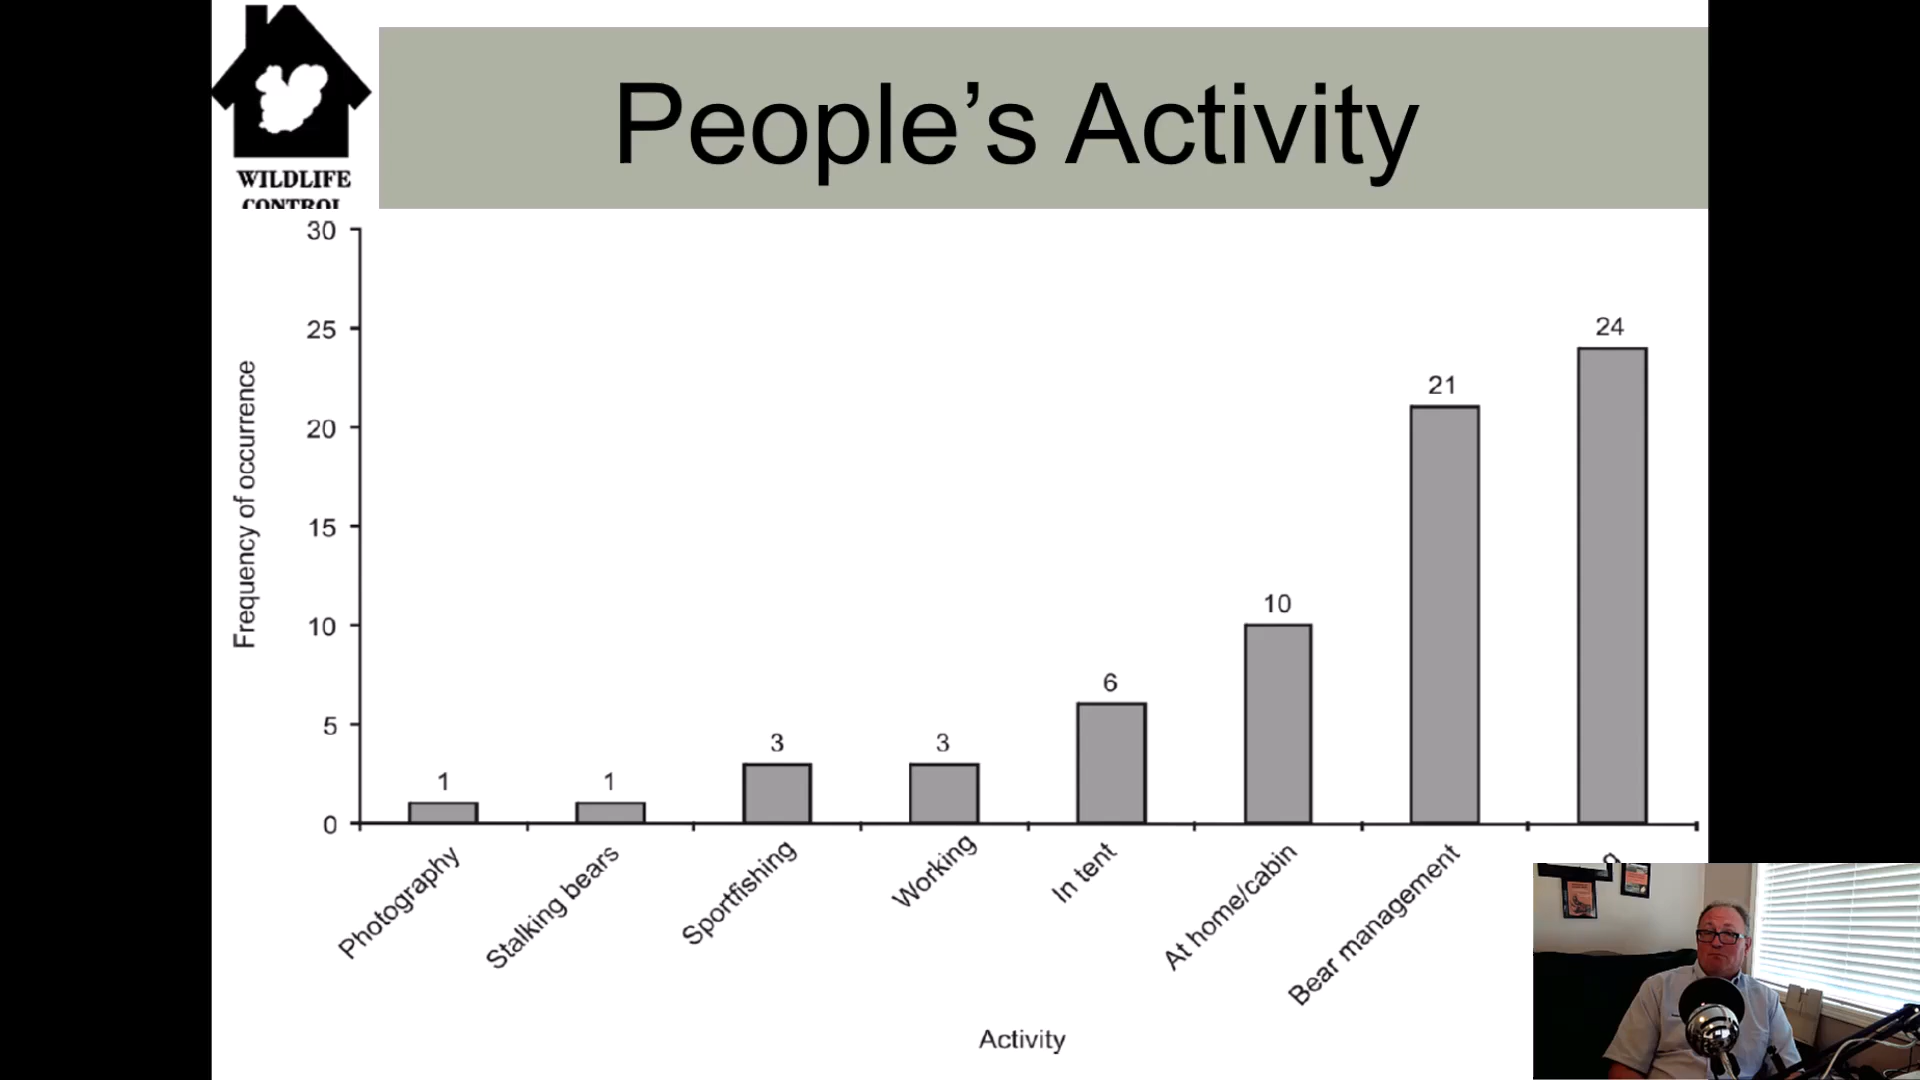 WILDLIFE
CONTROL
People's Activity
30
25
20
15
10
5
0
Frequency of occurrence
1
1
3
3
6
10
21
24
Photography
Stalking bears
Sportfishing
Working
In tent
At home/cabin
Bear management
Activity